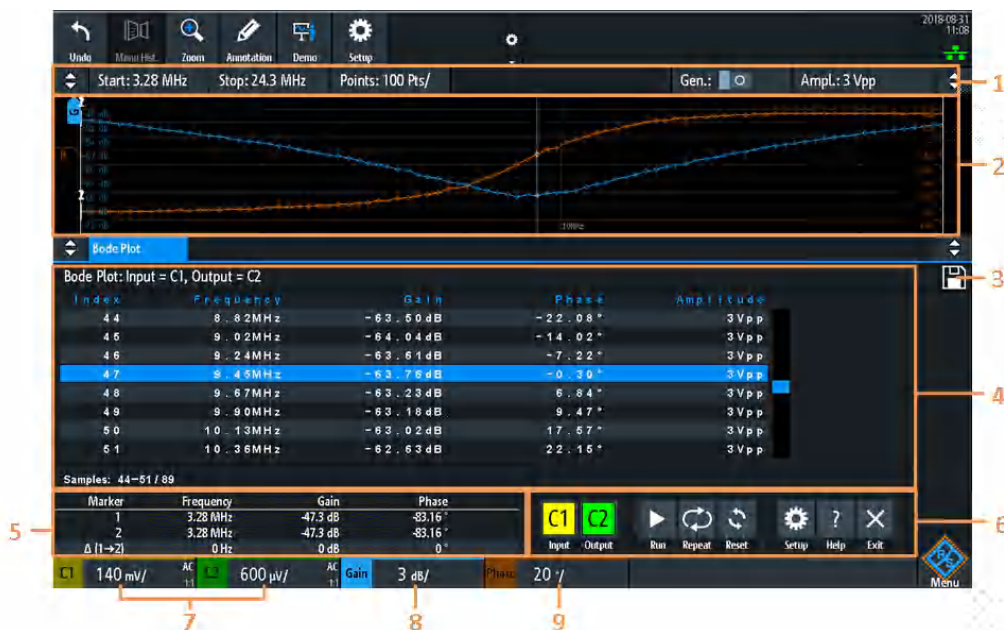 2018-08-31
11:08
Undo Menu Hist. Zoom Annotation Demo Setup
Start: 3.28 MHz Stop: 24.3 MHz Points: 100 Pts/ Gen.: Ampl.: 3 Vpp
1
2
G
2
2
10MHz
Bode Plot
3
Bode Plot: Input = C1, Output = C2
Index Frequency Gain Phase Amplitude
44 8.82MHz -63.50dB -22.08° 3Vpp
45 9.02MHz -64.04dB -14.02° 3Vpp
46 9.24MHz -63.61dB -7.22° 3Vpp
47 9.45MHz -63.76dB -0.30° 3Vpp
48 9.67MHz -63.23dB 6.84° 3Vpp
49 9.90MHz -63.18dB 9.47° 3Vpp
50 10.13MHz -63.02dB 17.57° 3Vpp
51 10.36MHz -62.63dB 22.15° 3Vpp
4
Samples: 44-51 / 89
Marker Frequency Gain Phase
1 3.28 MHz -47.3 dB -83.16 °
2 3.28 MHz -47.3 dB -83.16 °
Δ (1→2) 0 Hz 0 dB 0 °
5
C1 C2 ?
Input Output Run Repeat Reset Setup Help Exit
6
C1 140 mV/ AC 1:1 C2 600 µV/ AC 1:1 Gain 3 dB/ Phase 20 °/
R&S
Menu
7 8 9